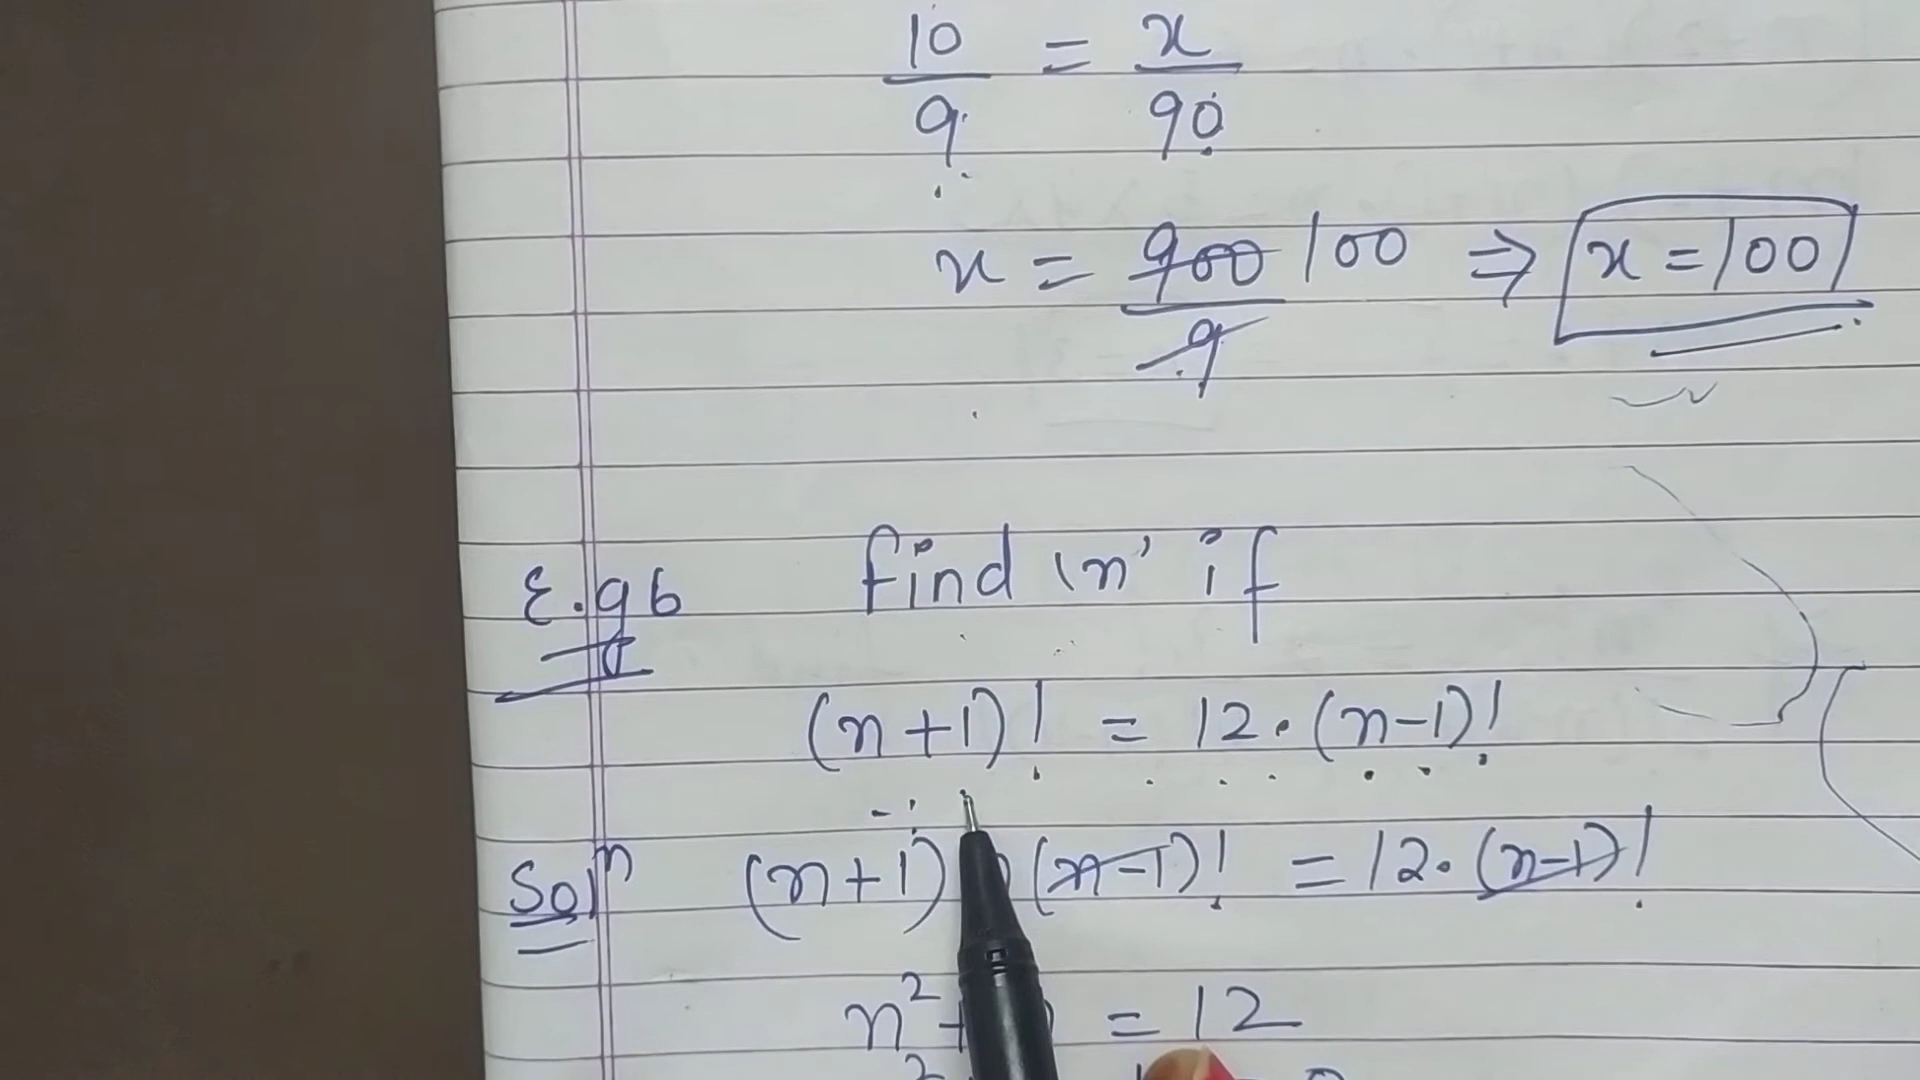 10/9 = x/90
x = 900/9 100 ⇒ x = 100
E.g 6 find 'n' if
(n+1)! = 12.(n-1)!
Solⁿ (n+1) (n-1)! = 12.(n-1)!
n² + = 12